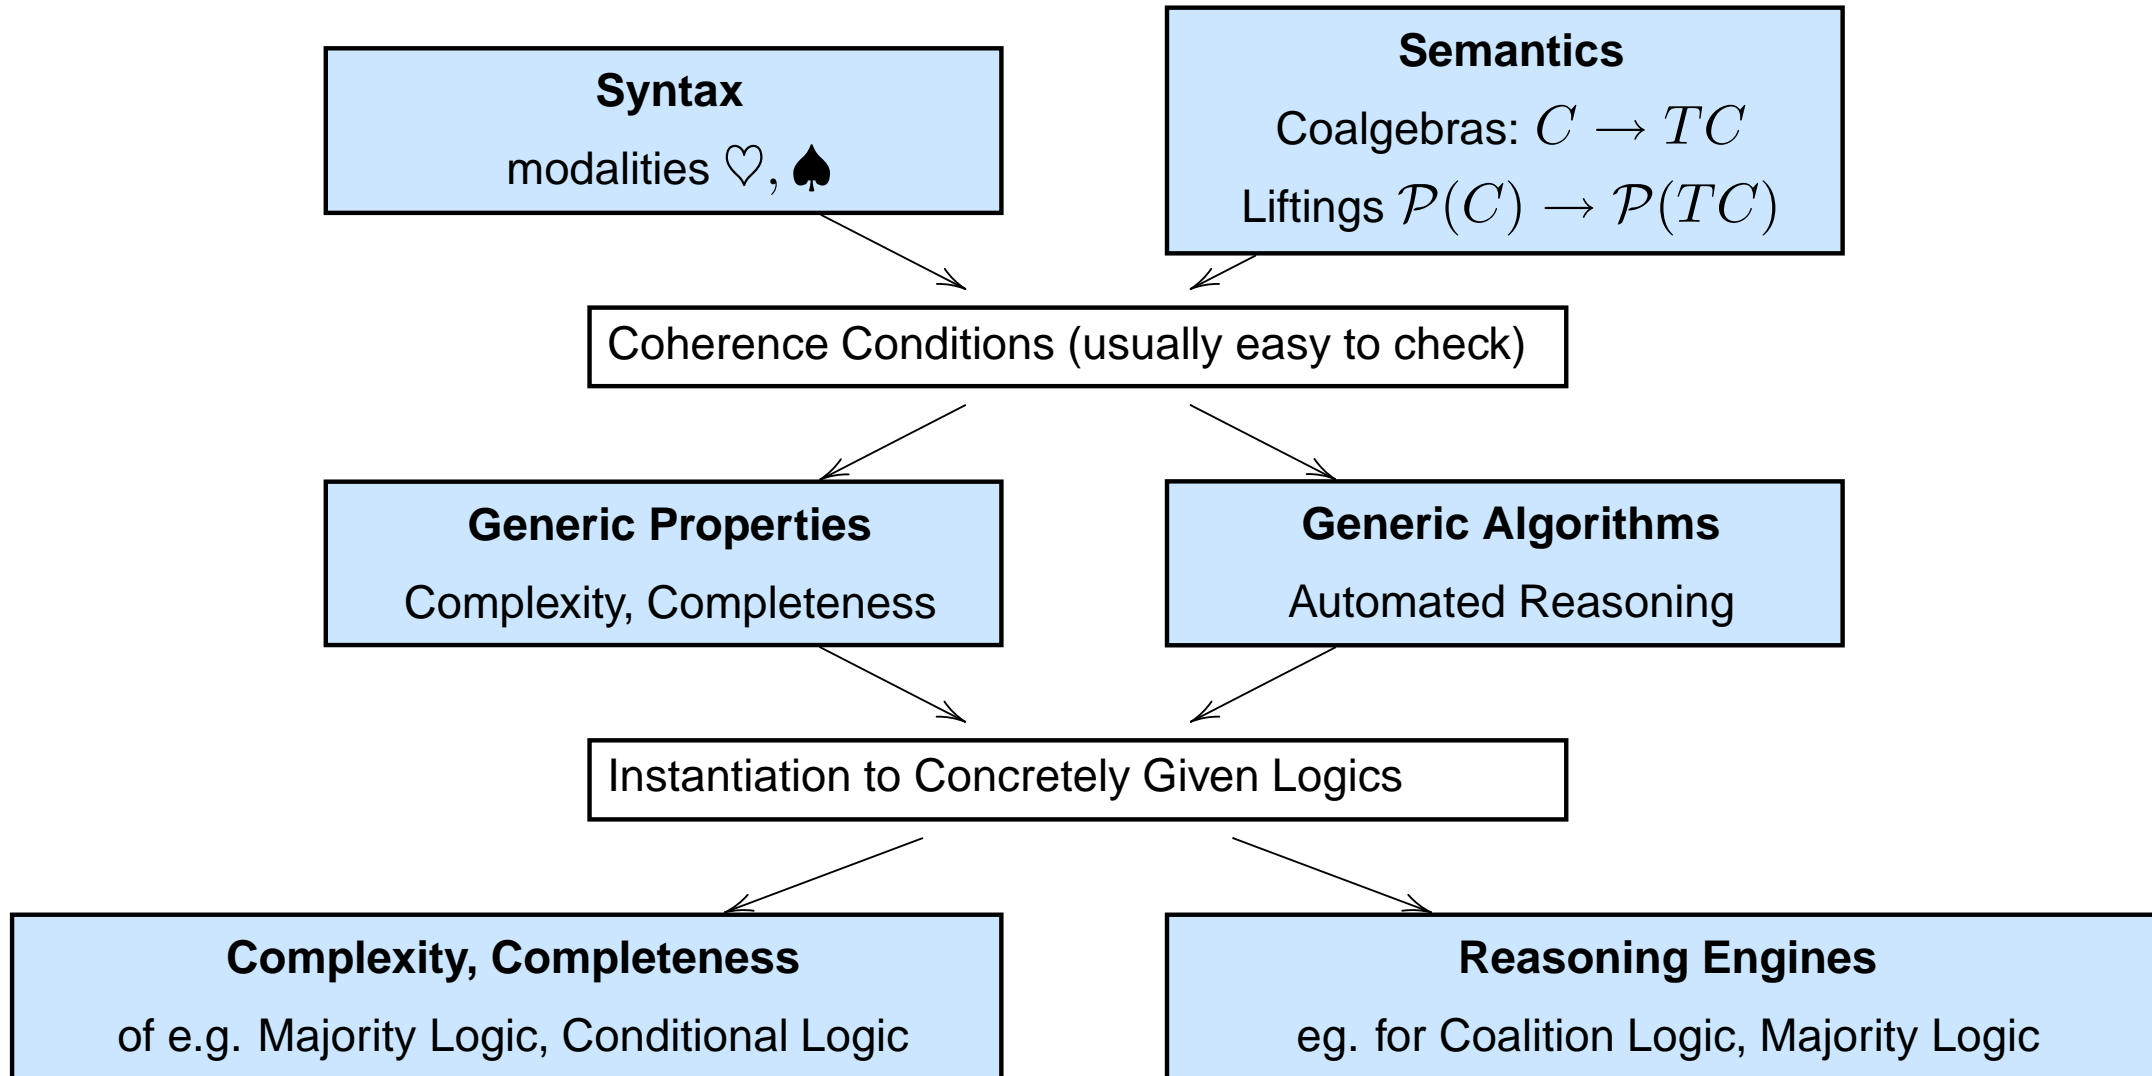 Syntax
modalities ♡, ♠
Semantics
Coalgebras: C → TC
Liftings 𝒫(C) → 𝒫(TC)
Coherence Conditions (usually easy to check)
Generic Properties
Complexity, Completeness
Generic Algorithms
Automated Reasoning
Instantiation to Concretely Given Logics
Complexity, Completeness
of e.g. Majority Logic, Conditional Logic
Reasoning Engines
eg. for Coalition Logic, Majority Logic